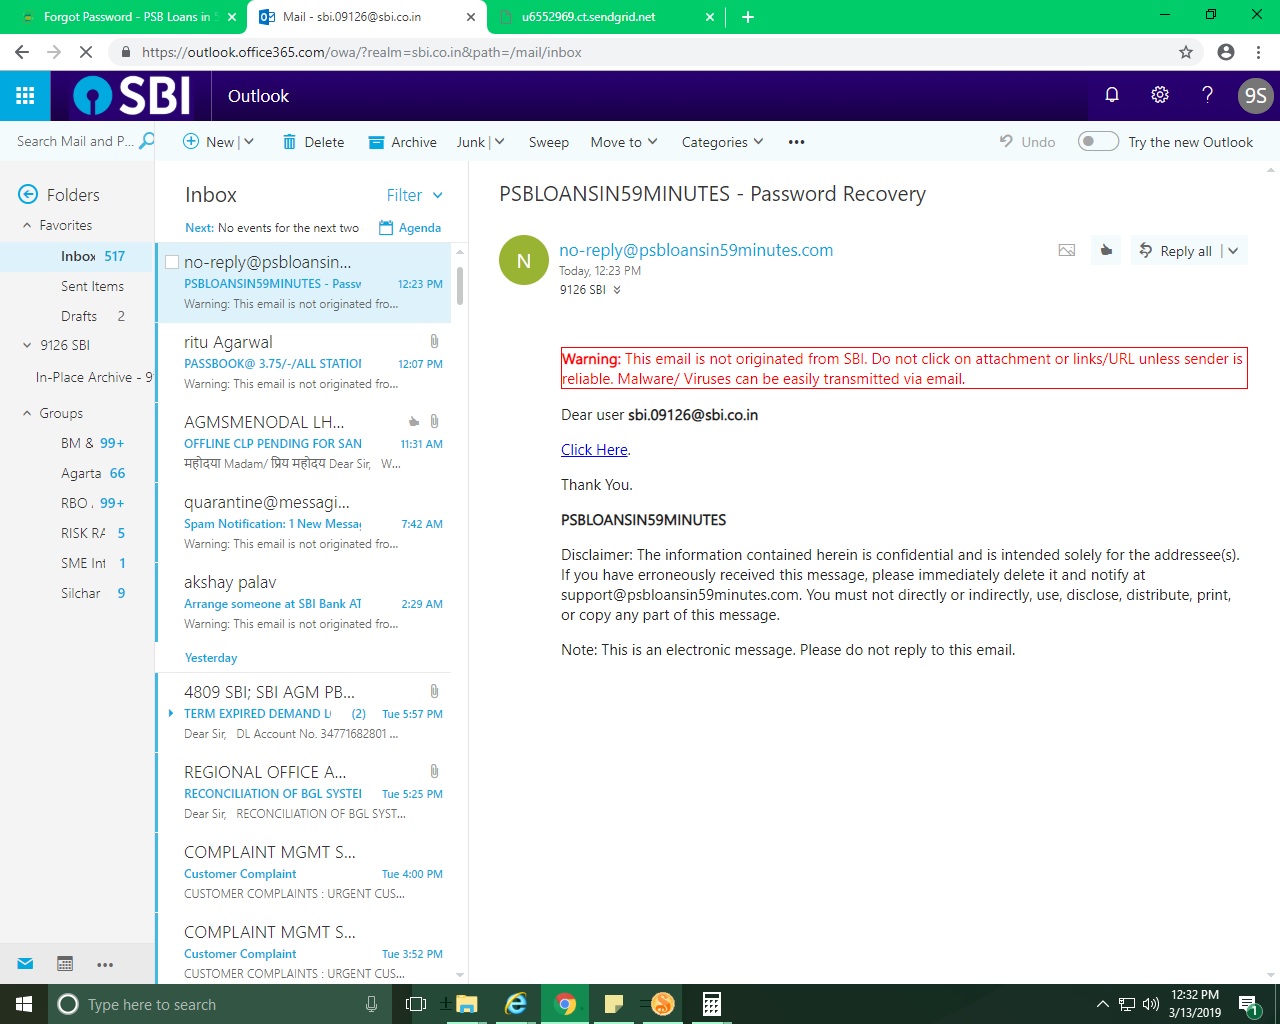 Forgot Password - PSB Loans in 5
Mail - sbi.09126@sbi.co.in
u6552969.ct.sendgrid.net
https://outlook.office365.com/owa/?realm=sbi.co.in&path=/mail/inbox
SBI
Outlook
9S
Search Mail and P...
New
Delete
Archive
Junk
Sweep
Move to
Categories
Undo
Try the new Outlook
Folders
Favorites
Inbox 517
Sent Items
Drafts 2
9126 SBI
In-Place Archive - 9
Groups
BM & 99+
Agarta 66
RBO 99+
RISK RA 5
SME Int 1
Silchar 9
Inbox
Filter
Next: No events for the next two
Agenda
no-reply@psbloansin...
PSBLOANSIN59MINUTES - Passw 12:23 PM
Warning: This email is not originated fro...
ritu Agarwal
PASSBOOK@ 3.75/-/ALL STATION 12:07 PM
Warning: This email is not originated fro...
AGMSMENODAL LH...
OFFLINE CLP PENDING FOR SAN 11:31 AM
महोदया Madam/ प्रिय महोदय Dear Sir, W...
quarantine@messagi...
Spam Notification: 1 New Messag 7:42 AM
Warning: This email is not originated fro...
akshay palav
Arrange someone at SBI Bank AT 2:29 AM
Warning: This email is not originated fro...
Yesterday
4809 SBI; SBI AGM PB...
TERM EXPIRED DEMAND L (2) Tue 5:57 PM
Dear Sir, DL Account No. 34771682801 ...
REGIONAL OFFICE A...
RECONCILIATION OF BGL SYSTE Tue 5:25 PM
Dear Sir, RECONCILIATION OF BGL SYST...
COMPLAINT MGMT S...
Customer Complaint Tue 4:00 PM
CUSTOMER COMPLAINTS : URGENT CUS...
COMPLAINT MGMT S...
Customer Complaint Tue 3:52 PM
CUSTOMER COMPLAINTS : URGENT CUS...
PSBLOANSIN59MINUTES - Password Recovery
N
no-reply@psbloansin59minutes.com
Today, 12:23 PM
9126 SBI
Reply all
Warning: This email is not originated from SBI. Do not click on attachment or links/URL unless sender is
reliable. Malware/ Viruses can be easily transmitted via email.
Dear user sbi.09126@sbi.co.in
Click Here.
Thank You.
PSBLOANSIN59MINUTES
Disclaimer: The information contained herein is confidential and is intended solely for the addressee(s).
If you have erroneously received this message, please immediately delete it and notify at
support@psbloansin59minutes.com. You must not directly or indirectly, use, disclose, distribute, print,
or copy any part of this message.
Note: This is an electronic message. Please do not reply to this email.
Type here to search
12:32 PM
3/13/2019
1